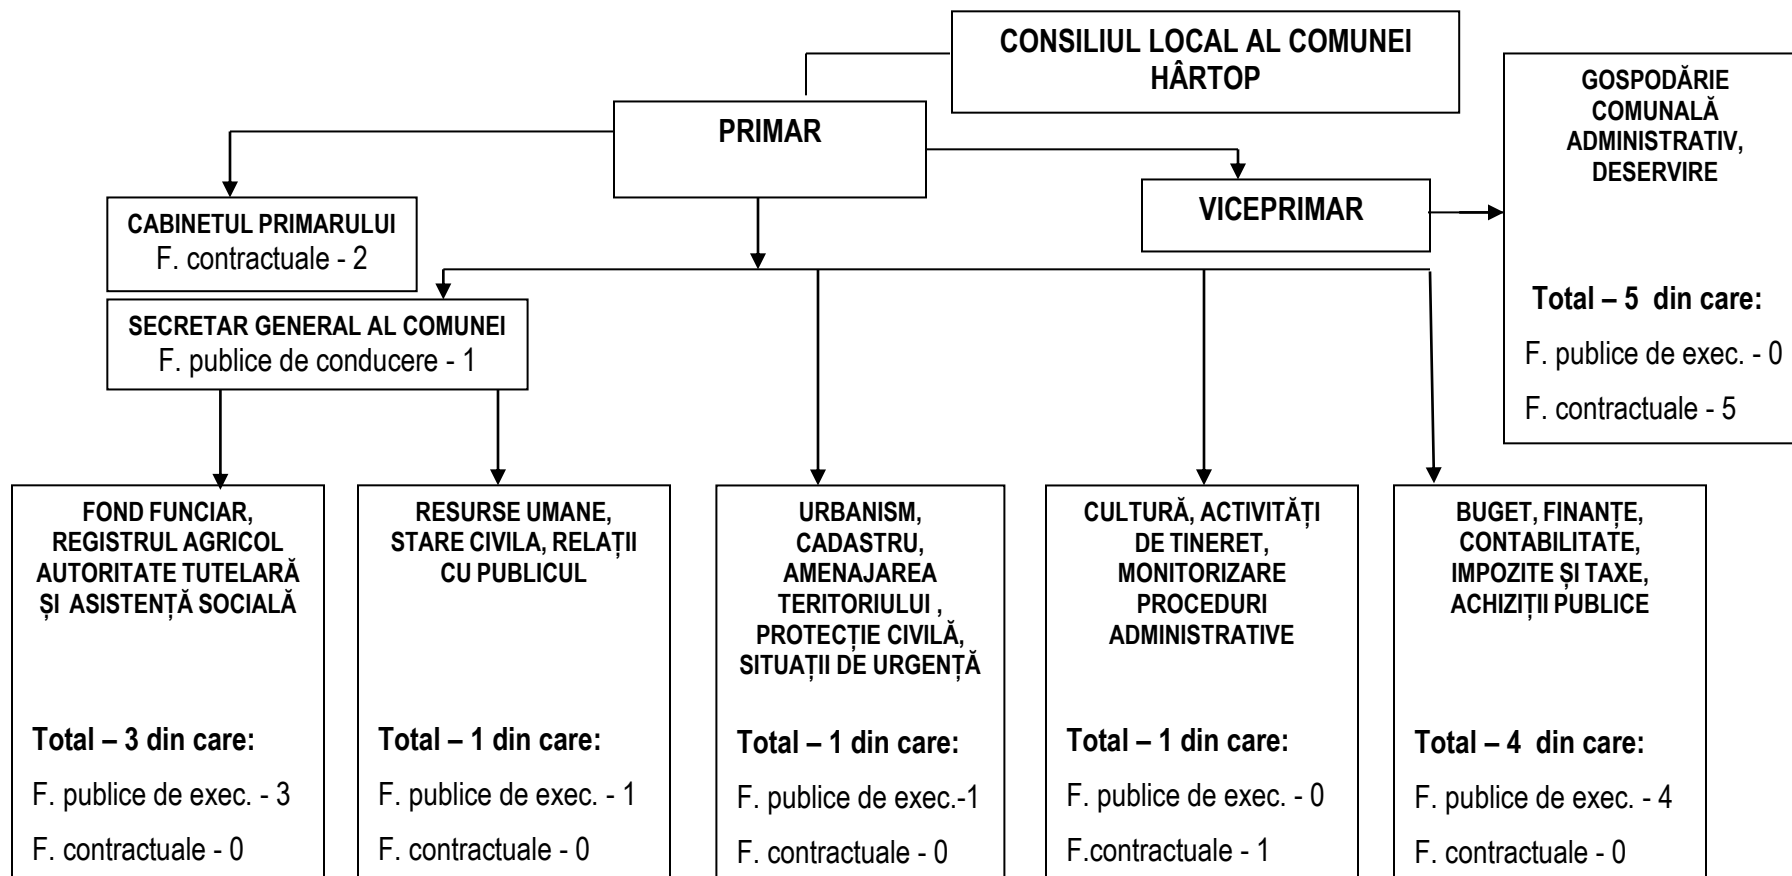 CONSILIUL LOCAL AL COMUNEI
HÂRTOP
GOSPODĂRIE
COMUNALĂ
ADMINISTRATIV,
DESERVIRE
Total – 5 din care:
F. publice de exec. - 0
F. contractuale - 5
PRIMAR
VICEPRIMAR
CABINETUL PRIMARULUI
F. contractuale - 2
SECRETAR GENERAL AL COMUNEI
F. publice de conducere - 1
FOND FUNCIAR,
REGISTRUL AGRICOL
AUTORITATE TUTELARĂ
ȘI ASISTENȚĂ SOCIALĂ
Total – 3 din care:
F. publice de exec. - 3
F. contractuale - 0
RESURSE UMANE,
STARE CIVILA, RELAȚII
CU PUBLICUL
Total – 1 din care:
F. publice de exec. - 1
F. contractuale - 0
URBANISM,
CADASTRU,
AMENAJAREA
TERITORIULUI ,
PROTECȚIE CIVILĂ,
SITUAȚII DE URGENȚĂ
Total – 1 din care:
F. publice de exec.-1
F. contractuale - 0
CULTURĂ, ACTIVITĂȚI
DE TINERET,
MONITORIZARE
PROCEDURI
ADMINISTRATIVE
Total – 1 din care:
F. publice de exec. - 0
F.contractuale - 1
BUGET, FINANȚE,
CONTABILITATE,
IMPOZITE ȘI TAXE,
ACHIZIȚII PUBLICE
Total – 4 din care:
F. publice de exec. - 4
F. contractuale - 0